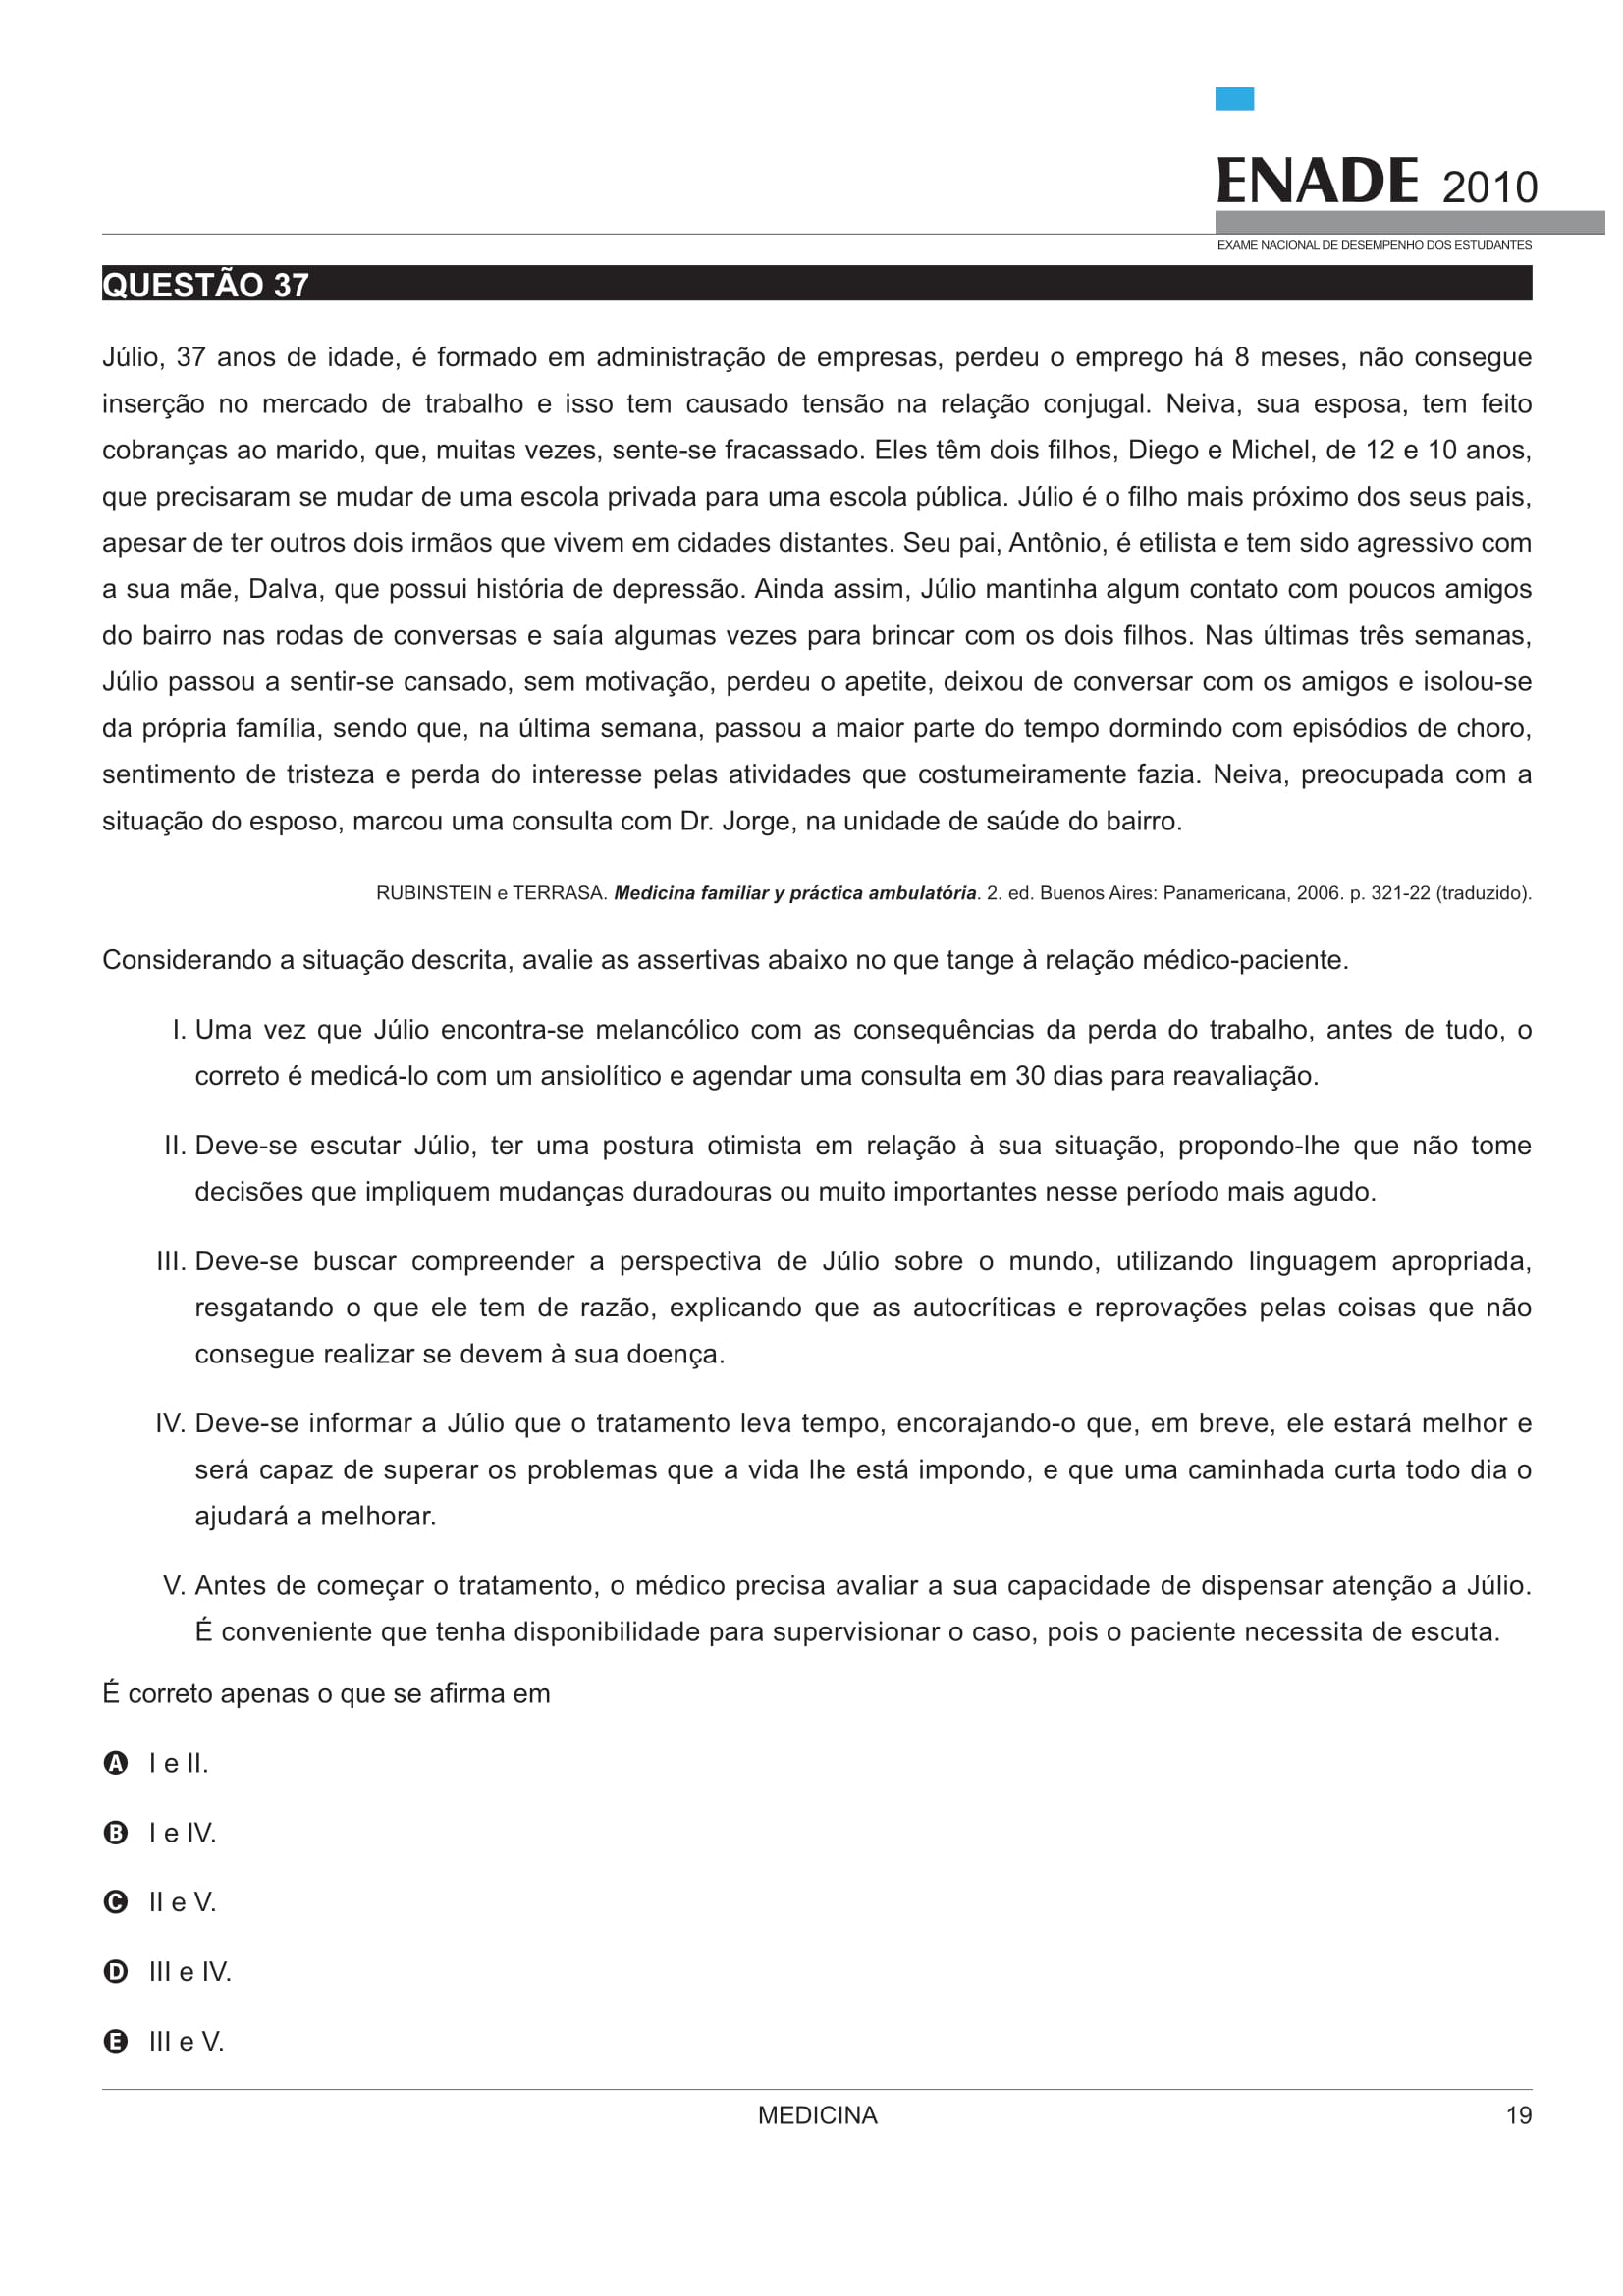 ENADE 2010
EXAME NACIONAL DE DESEMPENHO DOS ESTUDANTES
QUESTÃO 37
Júlio, 37 anos de idade, é formado em administração de empresas, perdeu o emprego há 8 meses, não consegue
inserção no mercado de trabalho e isso tem causado tensão na relação conjugal. Neiva, sua esposa, tem feito
cobranças ao marido, que, muitas vezes, sente-se fracassado. Eles têm dois filhos, Diego e Michel, de 12 e 10 anos,
que precisaram se mudar de uma escola privada para uma escola pública. Júlio é o filho mais próximo dos seus pais,
apesar de ter outros dois irmãos que vivem em cidades distantes. Seu pai, Antônio, é etilista e tem sido agressivo com
a sua mãe, Dalva, que possui história de depressão. Ainda assim, Júlio mantinha algum contato com poucos amigos
do bairro nas rodas de conversas e saía algumas vezes para brincar com os dois filhos. Nas últimas três semanas,
Júlio passou a sentir-se cansado, sem motivação, perdeu o apetite, deixou de conversar com os amigos e isolou-se
da própria família, sendo que, na última semana, passou a maior parte do tempo dormindo com episódios de choro,
sentimento de tristeza e perda do interesse pelas atividades que costumeiramente fazia. Neiva, preocupada com a
situação do esposo, marcou uma consulta com Dr. Jorge, na unidade de saúde do bairro.
RUBINSTEIN e TERRASA. Medicina familiar y práctica ambulatória. 2. ed. Buenos Aires: Panamericana, 2006. p. 321-22 (traduzido).
Considerando a situação descrita, avalie as assertivas abaixo no que tange à relação médico-paciente.
I. Uma vez que Júlio encontra-se melancólico com as consequências da perda do trabalho, antes de tudo, o
correto é medicá-lo com um ansiolítico e agendar uma consulta em 30 dias para reavaliação.
II. Deve-se escutar Júlio, ter uma postura otimista em relação à sua situação, propondo-lhe que não tome
decisões que impliquem mudanças duradouras ou muito importantes nesse período mais agudo.
III. Deve-se buscar compreender a perspectiva de Júlio sobre o mundo, utilizando linguagem apropriada,
resgatando o que ele tem de razão, explicando que as autocríticas e reprovações pelas coisas que não
consegue realizar se devem à sua doença.
IV. Deve-se informar a Júlio que o tratamento leva tempo, encorajando-o que, em breve, ele estará melhor e
será capaz de superar os problemas que a vida lhe está impondo, e que uma caminhada curta todo dia o
ajudará a melhorar.
V. Antes de começar o tratamento, o médico precisa avaliar a sua capacidade de dispensar atenção a Júlio.
É conveniente que tenha disponibilidade para supervisionar o caso, pois o paciente necessita de escuta.
É correto apenas o que se afirma em
A I e II.
B I e IV.
C II e V.
D III e IV.
E III e V.
MEDICINA
19